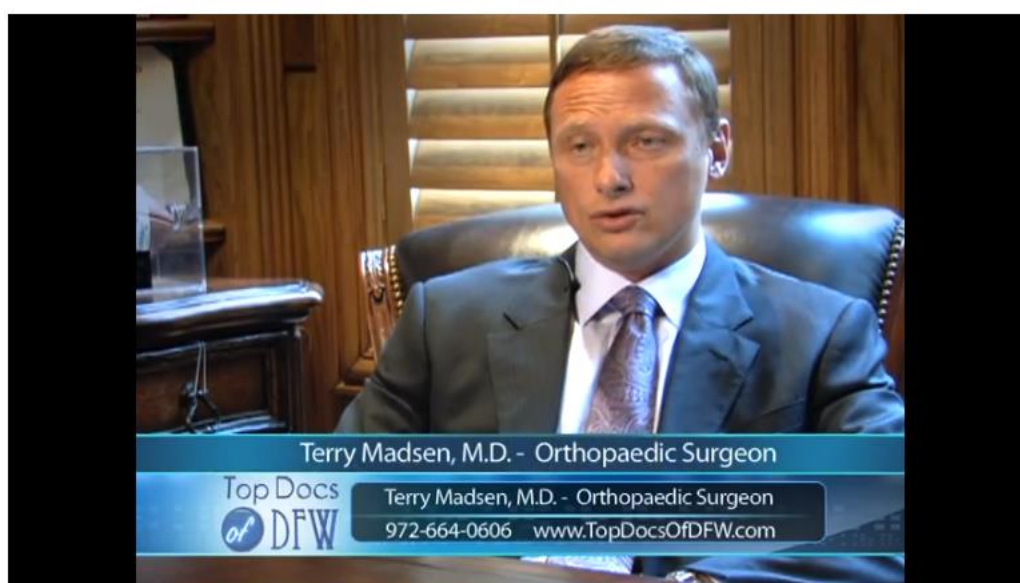 Terry Madsen, M.D. - Orthopaedic Surgeon
Top Docs
of DFW
Terry Madsen, M.D. - Orthopaedic Surgeon
972-664-0606 www.TopDocsOfDFW.com